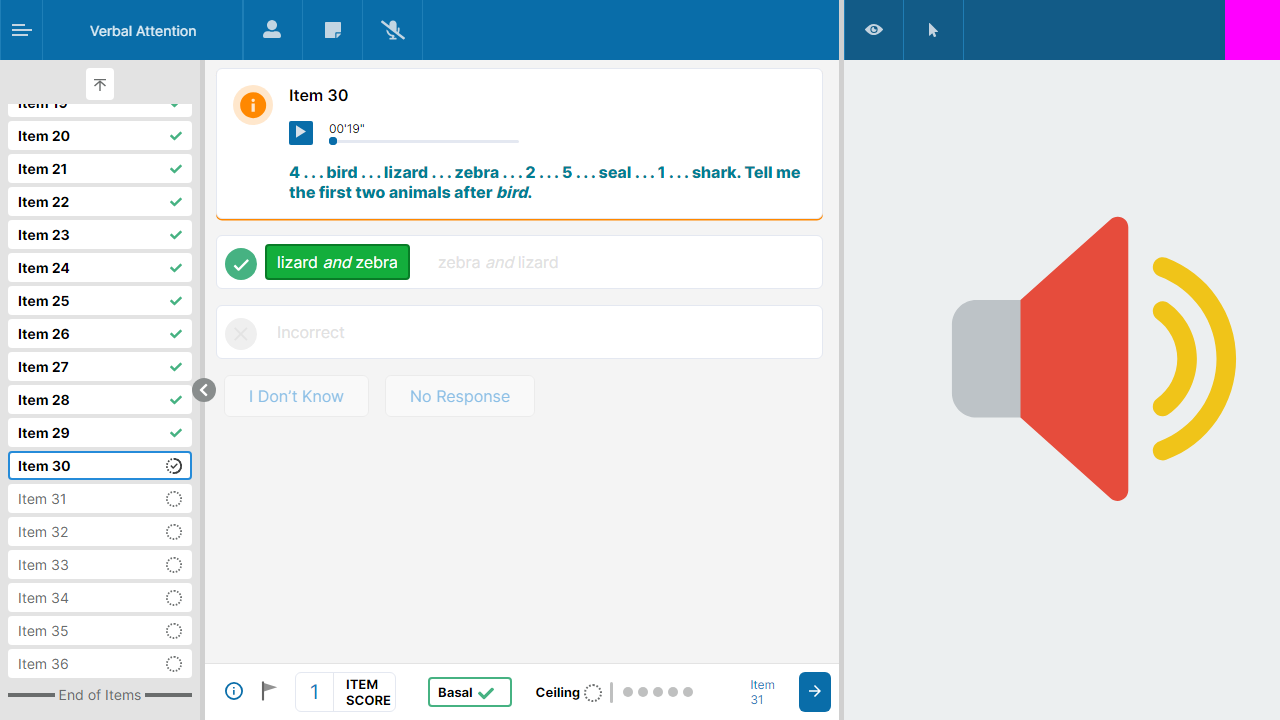 Verbal Attention
Item 19
Item 20
Item 21
Item 22
Item 23
Item 24
Item 25
Item 26
Item 27
Item 28
Item 29
Item 30
Item 31
Item 32
Item 33
Item 34
Item 35
Item 36
End of Items
Item 30
00'19"
4 . . . bird . . . lizard . . . zebra . . . 2 . . . 5 . . . seal . . . 1 . . . shark. Tell me
the first two animals after bird.
lizard and zebra
zebra and lizard
Incorrect
I Don't Know
No Response
1
ITEM
SCORE
Basal
Ceiling
Item
31